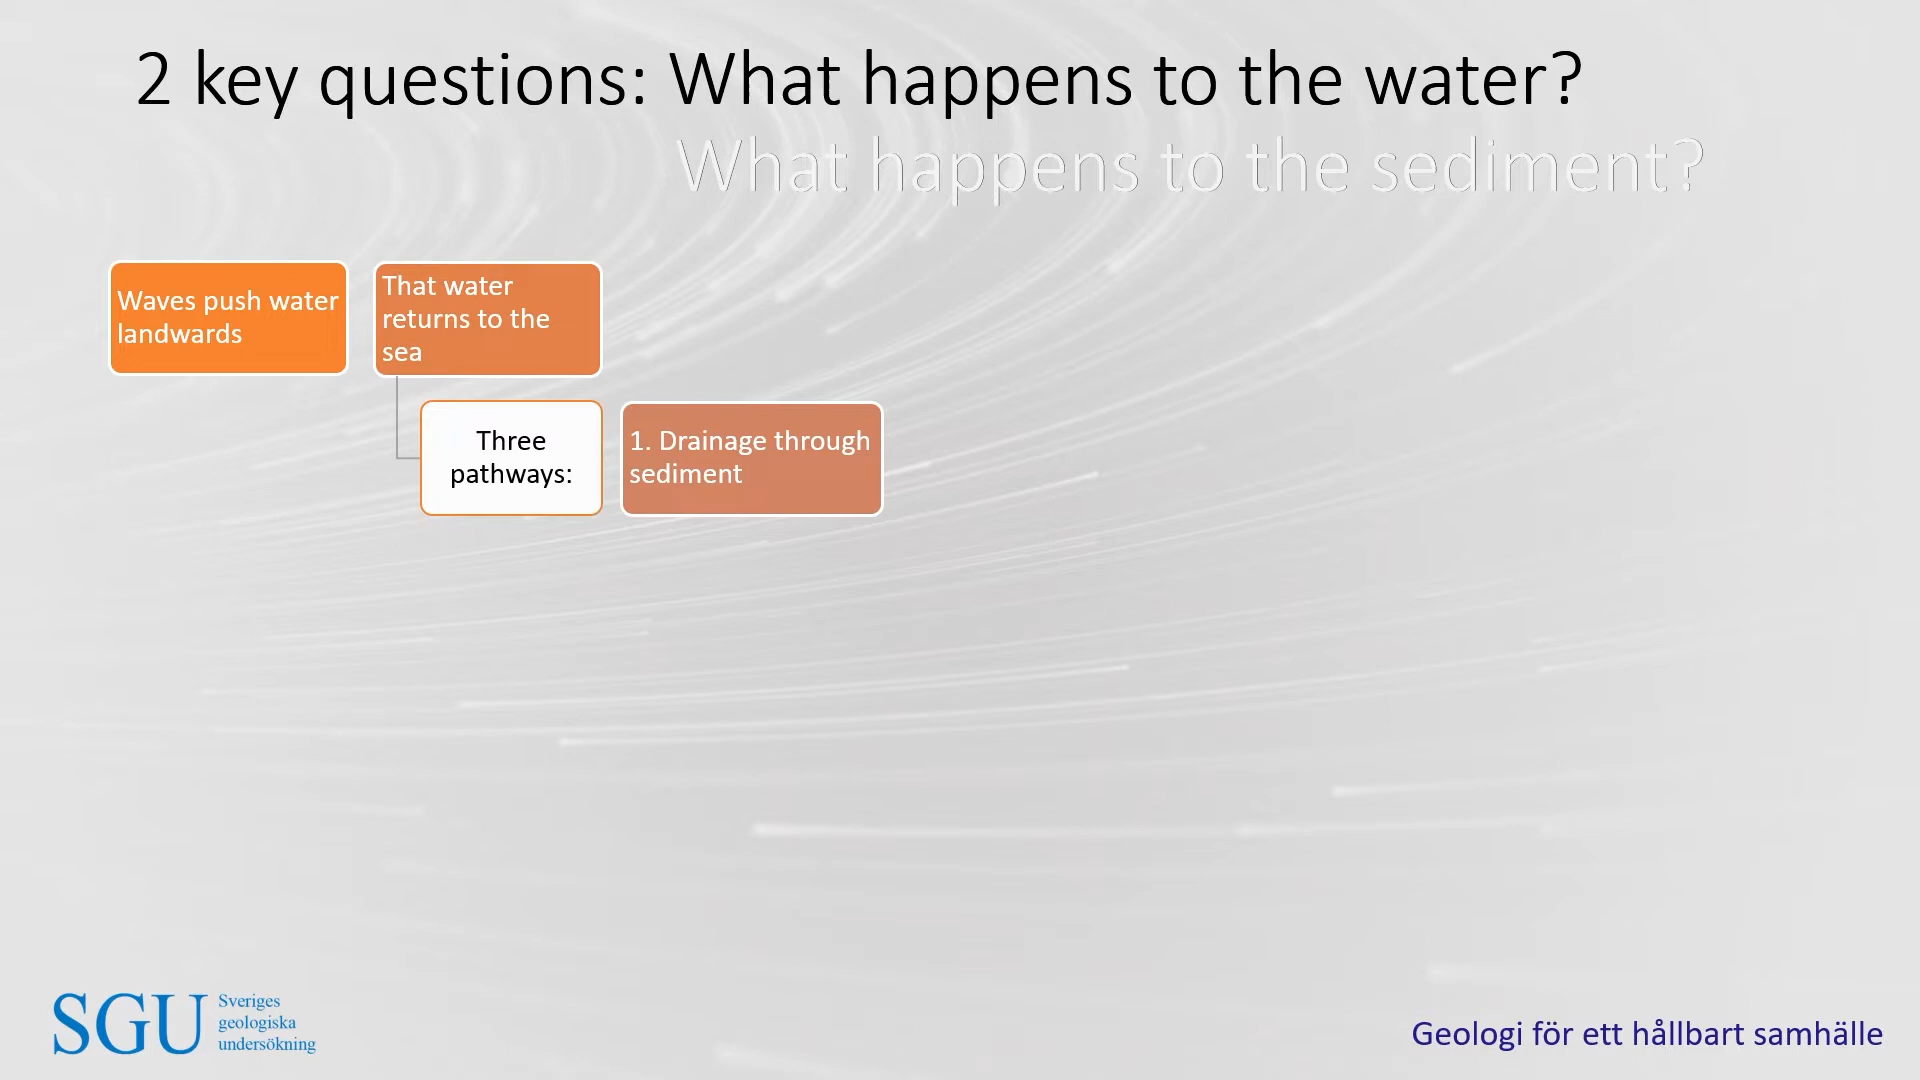 2 key questions: What happens to the water?
What happens to the sediment?
Waves push water
landwards
That water
returns to the
sea
Three
pathways:
1. Drainage through
sediment
SGU
Sveriges
geologiska
undersökning
Geologi för ett hållbart samhälle